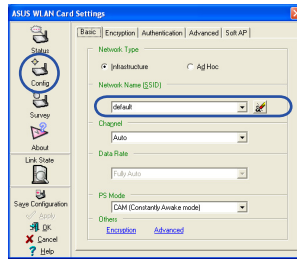 ASUS WLAN Card Settings
Status
Config
Survey
About
Link State
Save Configuration
Apply
OK
Cancel
Help
Basic Encryption Authentication Advanced Soft AP
Network Type
Infrastructure Ad Hoc
Network Name (SSID)
default
Channel
Auto
Data Rate
Fully Auto
PS Mode
CAM (Constantly Awake mode)
Others
Encryption Advanced